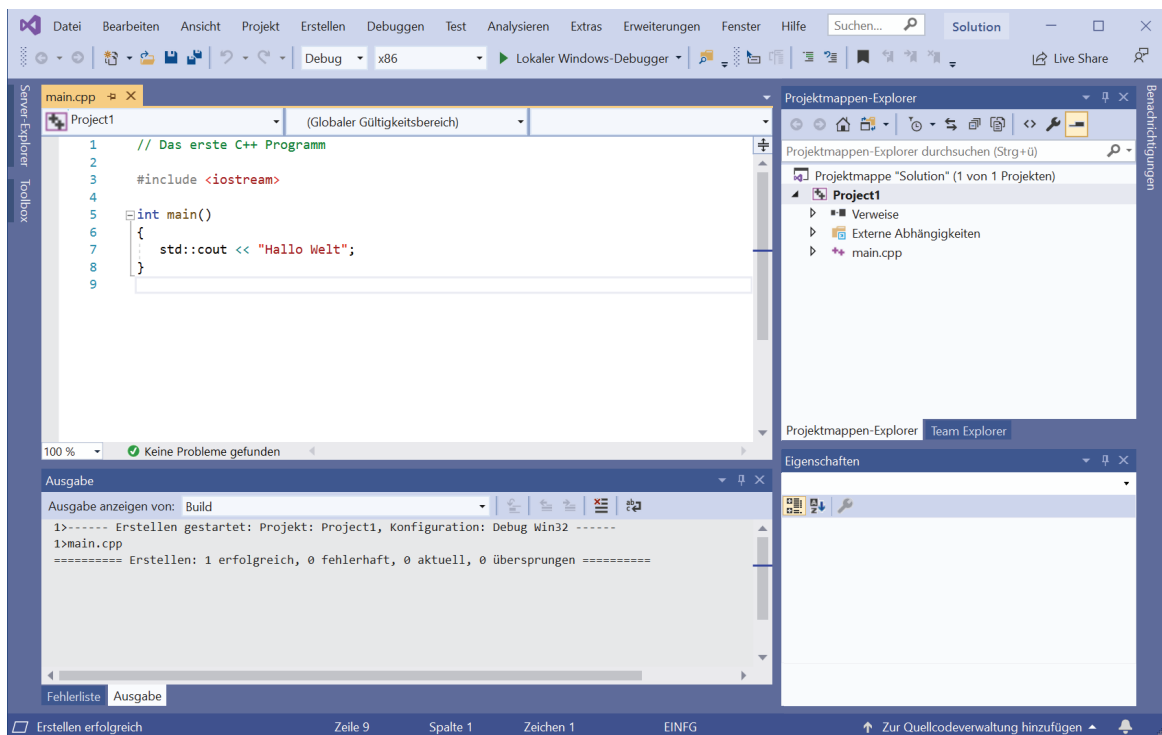 Datei Bearbeiten Ansicht Projekt Erstellen Debuggen Test Analysieren Extras Erweiterungen Fenster Hilfe Suchen... Solution
Debug x86 Lokaler Windows-Debugger Live Share
Server-Explorer
Toolbox
main.cpp
Project1 (Globaler Gültigkeitsbereich)
1 // Das erste C++ Programm
2
3 #include <iostream>
4
5 int main()
6 {
7 std::cout << "Hallo Welt";
8 }
9
100 % Keine Probleme gefunden
Ausgabe
Ausgabe anzeigen von: Build
1>------ Erstellen gestartet: Projekt: Project1, Konfiguration: Debug Win32 ------
1>main.cpp
========== Erstellen: 1 erfolgreich, 0 fehlerhaft, 0 aktuell, 0 übersprungen ==========
Fehlerliste Ausgabe
Projektmappen-Explorer
Projektmappen-Explorer durchsuchen (Strg+ü)
Projektmappe "Solution" (1 von 1 Projekten)
Project1
Verweise
Externe Abhängigkeiten
main.cpp
Projektmappen-Explorer Team Explorer
Eigenschaften
Benachrichtigungen
Erstellen erfolgreich Zeile 9 Spalte 1 Zeichen 1 EINFG Zur Quellcodeverwaltung hinzufügen